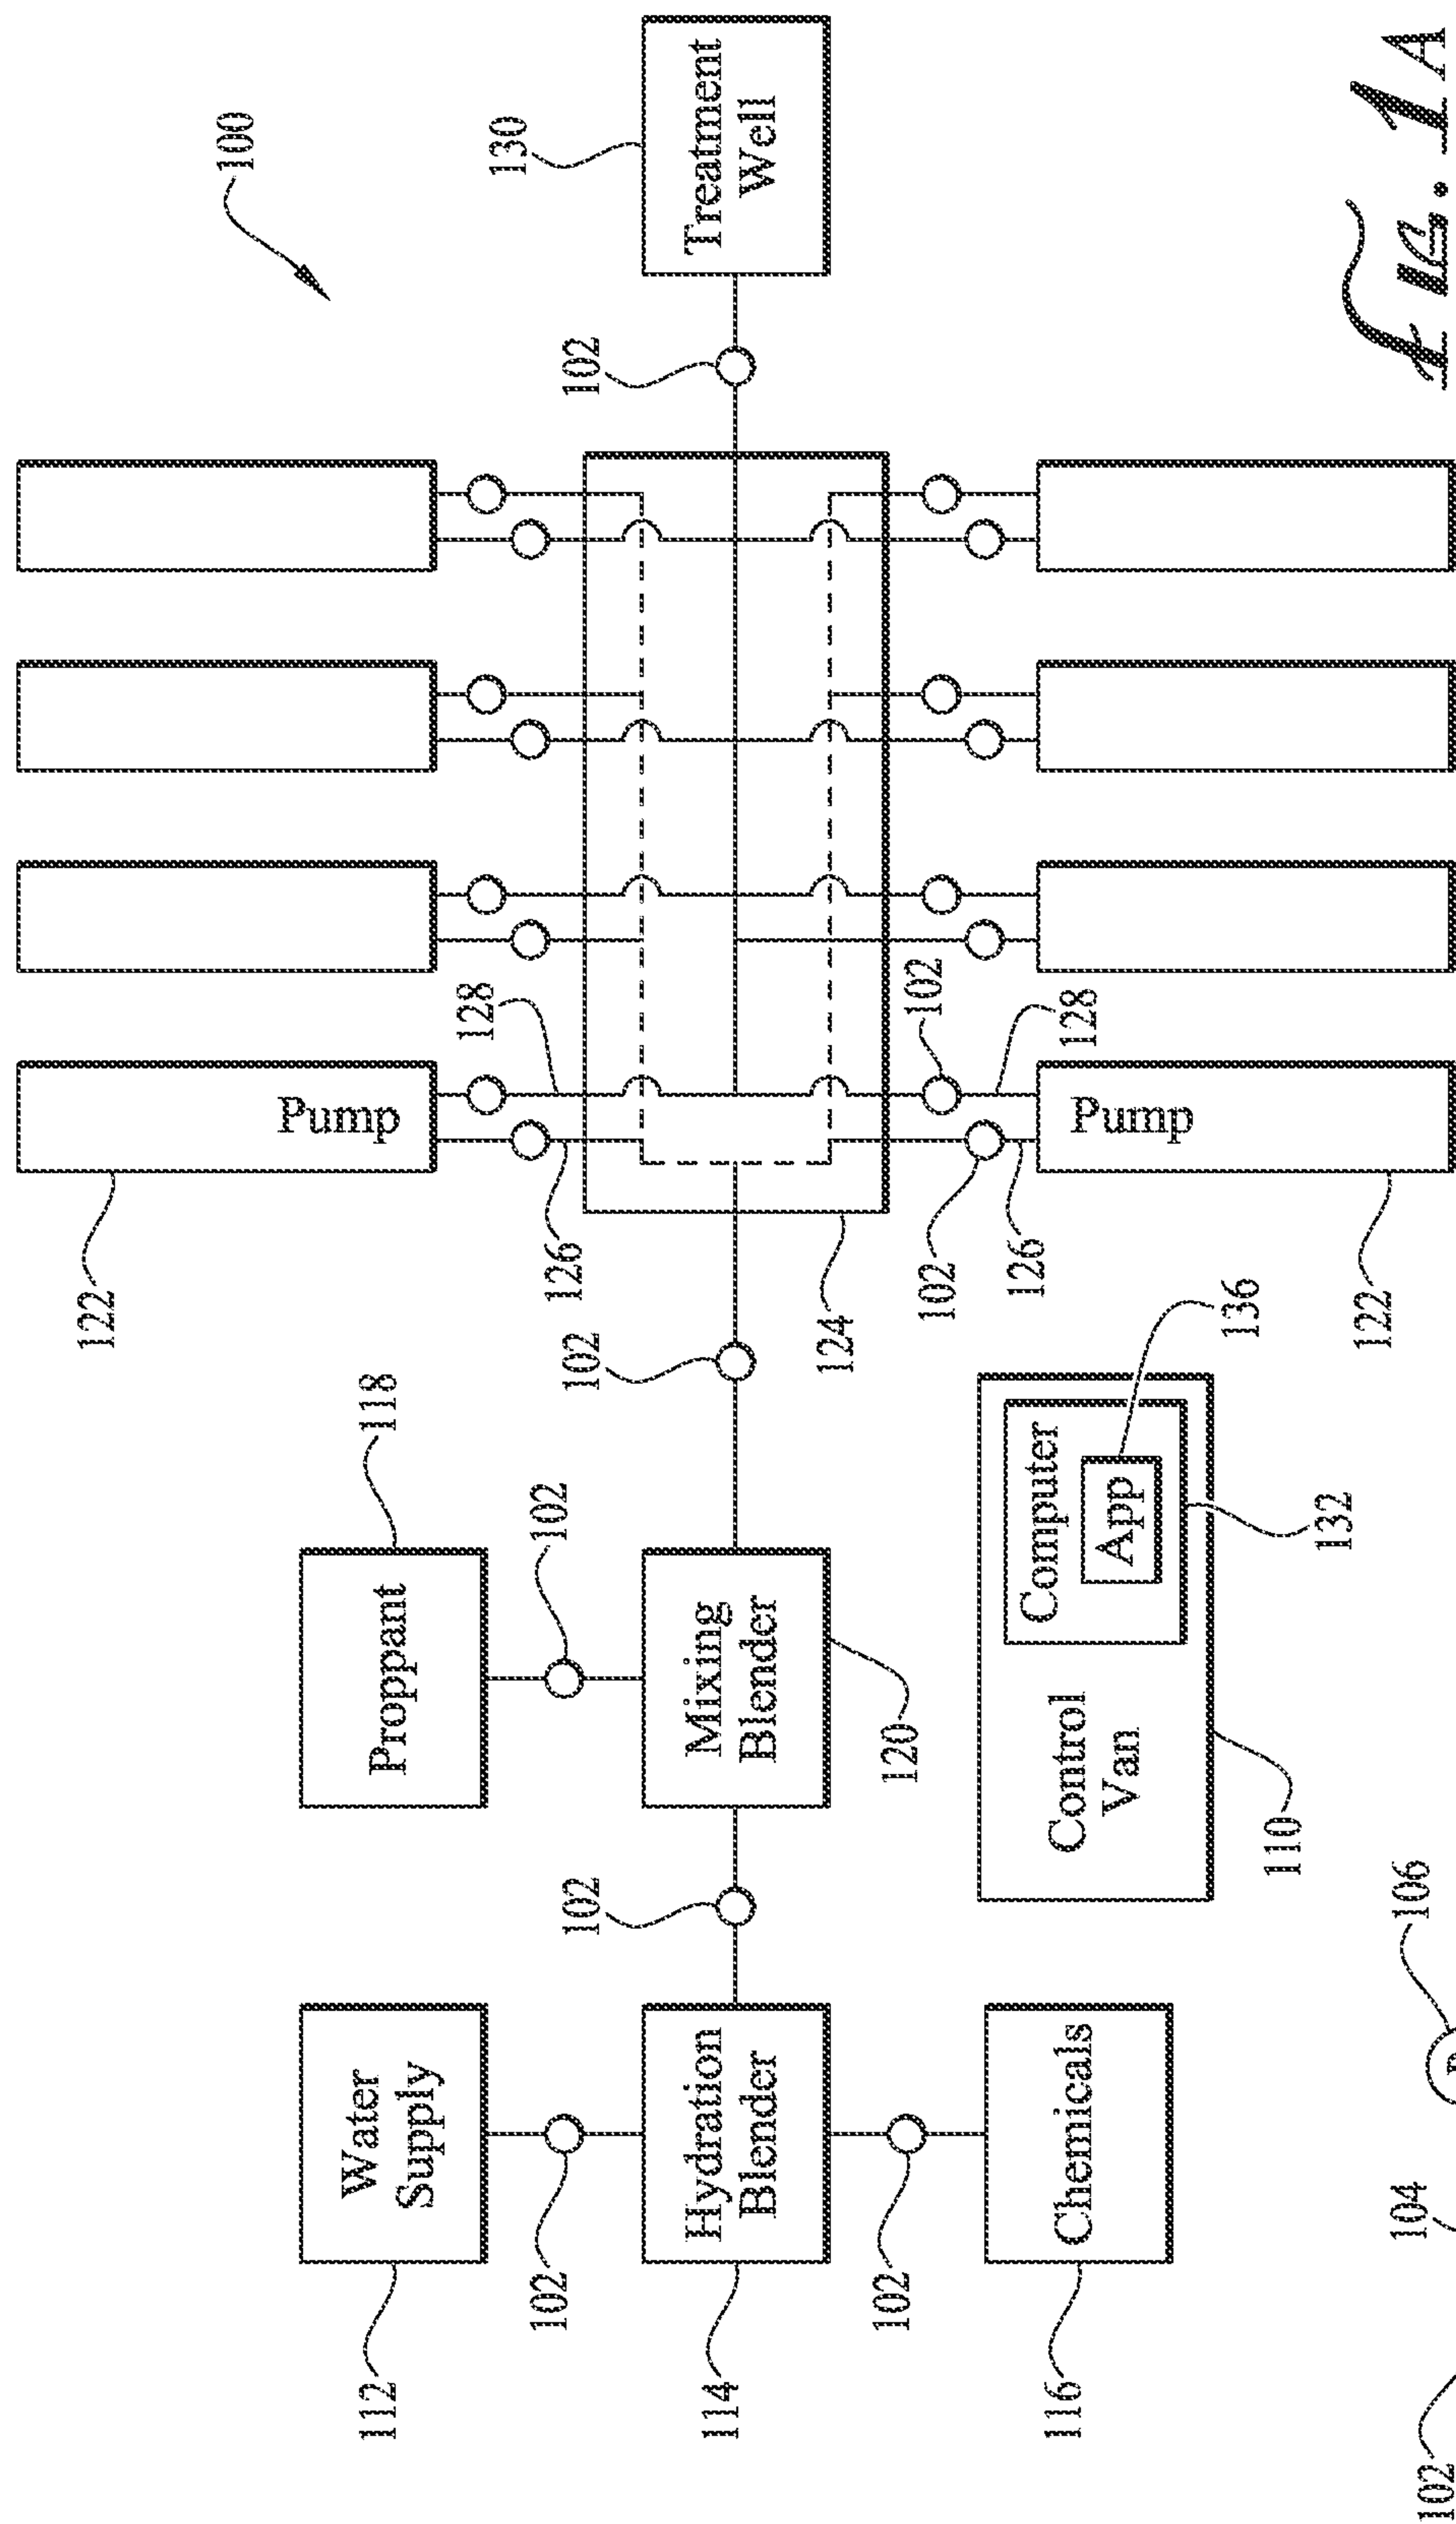 100
122
Pump
112
Water
Supply
Proppant
118
128
130
102
102
126
102
102
102
114
Hydration
Blender
Mixing
Blender
Treatment
Well
124
102
120
102
102
116
Chemicals
Control
Van
Computer
App
126
128
Pump
136
110
132
122
104
106
102
FIG. 1A